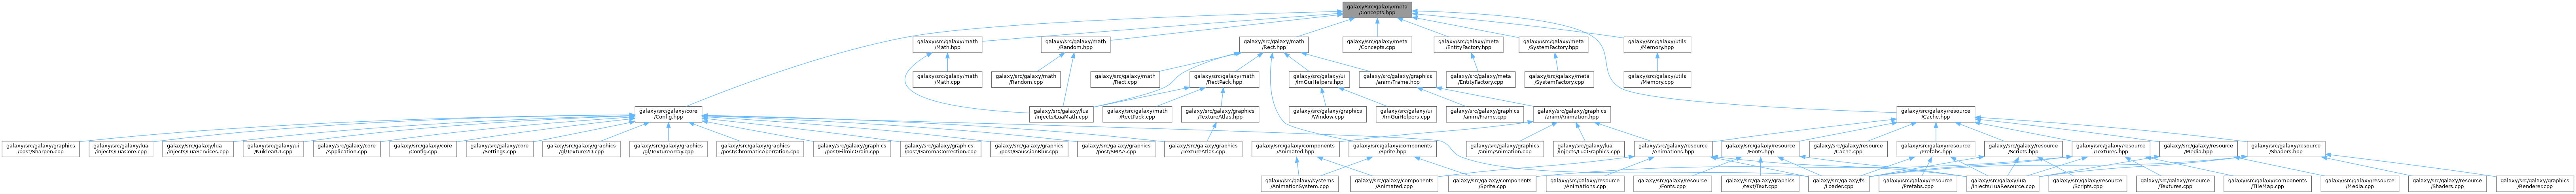 galaxy/src/galaxy/meta
/Concepts.hpp
galaxy/src/galaxy/math
/Math.hpp
galaxy/src/galaxy/math
/Random.hpp
galaxy/src/galaxy/math
/Rect.hpp
galaxy/src/galaxy/meta
/Concepts.cpp
galaxy/src/galaxy/meta
/EntityFactory.hpp
galaxy/src/galaxy/meta
/SystemFactory.hpp
galaxy/src/galaxy/utils
/Memory.hpp
galaxy/src/galaxy/math
/Math.cpp
galaxy/src/galaxy/math
/Random.cpp
galaxy/src/galaxy/math
/Rect.cpp
galaxy/src/galaxy/math
/RectPack.hpp
galaxy/src/galaxy/ui
/ImGuiHelpers.hpp
galaxy/src/galaxy/graphics
/anim/Frame.hpp
galaxy/src/galaxy/meta
/EntityFactory.cpp
galaxy/src/galaxy/meta
/SystemFactory.cpp
galaxy/src/galaxy/utils
/Memory.cpp
galaxy/src/galaxy/core
/Config.hpp
galaxy/src/galaxy/lua
/injects/LuaMath.cpp
galaxy/src/galaxy/math
/RectPack.cpp
galaxy/src/galaxy/graphics
/TextureAtlas.hpp
galaxy/src/galaxy/graphics
/Window.cpp
galaxy/src/galaxy/ui
/ImGuiHelpers.cpp
galaxy/src/galaxy/graphics
/anim/Frame.cpp
galaxy/src/galaxy/graphics
/anim/Animation.hpp
galaxy/src/galaxy/resource
/Cache.hpp
galaxy/src/galaxy/graphics
/post/Sharpen.cpp
galaxy/src/galaxy/lua
/injects/LuaCore.cpp
galaxy/src/galaxy/lua
/injects/LuaServices.cpp
galaxy/src/galaxy/ui
/NuklearUI.cpp
galaxy/src/galaxy/core
/Application.cpp
galaxy/src/galaxy/core
/Config.cpp
galaxy/src/galaxy/core
/Settings.cpp
galaxy/src/galaxy/graphics
/gl/Texture2D.cpp
galaxy/src/galaxy/graphics
/gl/TextureArray.cpp
galaxy/src/galaxy/graphics
/post/ChromaticAberration.cpp
galaxy/src/galaxy/graphics
/post/FilmicGrain.cpp
galaxy/src/galaxy/graphics
/post/GammaCorrection.cpp
galaxy/src/galaxy/graphics
/post/GaussianBlur.cpp
galaxy/src/galaxy/graphics
/post/SMAA.cpp
galaxy/src/galaxy/graphics
/TextureAtlas.cpp
galaxy/src/galaxy/components
/Animated.hpp
galaxy/src/galaxy/components
/Sprite.hpp
galaxy/src/galaxy/graphics
/anim/Animation.cpp
galaxy/src/galaxy/lua
/injects/LuaGraphics.cpp
galaxy/src/galaxy/resource
/Animations.hpp
galaxy/src/galaxy/resource
/Fonts.hpp
galaxy/src/galaxy/resource
/Cache.cpp
galaxy/src/galaxy/resource
/Prefabs.hpp
galaxy/src/galaxy/resource
/Scripts.hpp
galaxy/src/galaxy/resource
/Textures.hpp
galaxy/src/galaxy/resource
/Media.hpp
galaxy/src/galaxy/resource
/Shaders.hpp
galaxy/src/galaxy/systems
/AnimationSystem.cpp
galaxy/src/galaxy/components
/Animated.cpp
galaxy/src/galaxy/components
/Sprite.cpp
galaxy/src/galaxy/resource
/Animations.cpp
galaxy/src/galaxy/resource
/Fonts.cpp
galaxy/src/galaxy/graphics
/text/Text.cpp
galaxy/src/galaxy/fs
/Loader.cpp
galaxy/src/galaxy/resource
/Prefabs.cpp
galaxy/src/galaxy/lua
/injects/LuaResource.cpp
galaxy/src/galaxy/resource
/Scripts.cpp
galaxy/src/galaxy/resource
/Textures.cpp
galaxy/src/galaxy/components
/TileMap.cpp
galaxy/src/galaxy/resource
/Media.cpp
galaxy/src/galaxy/resource
/Shaders.cpp
galaxy/src/galaxy/graphics
/Renderer.cpp